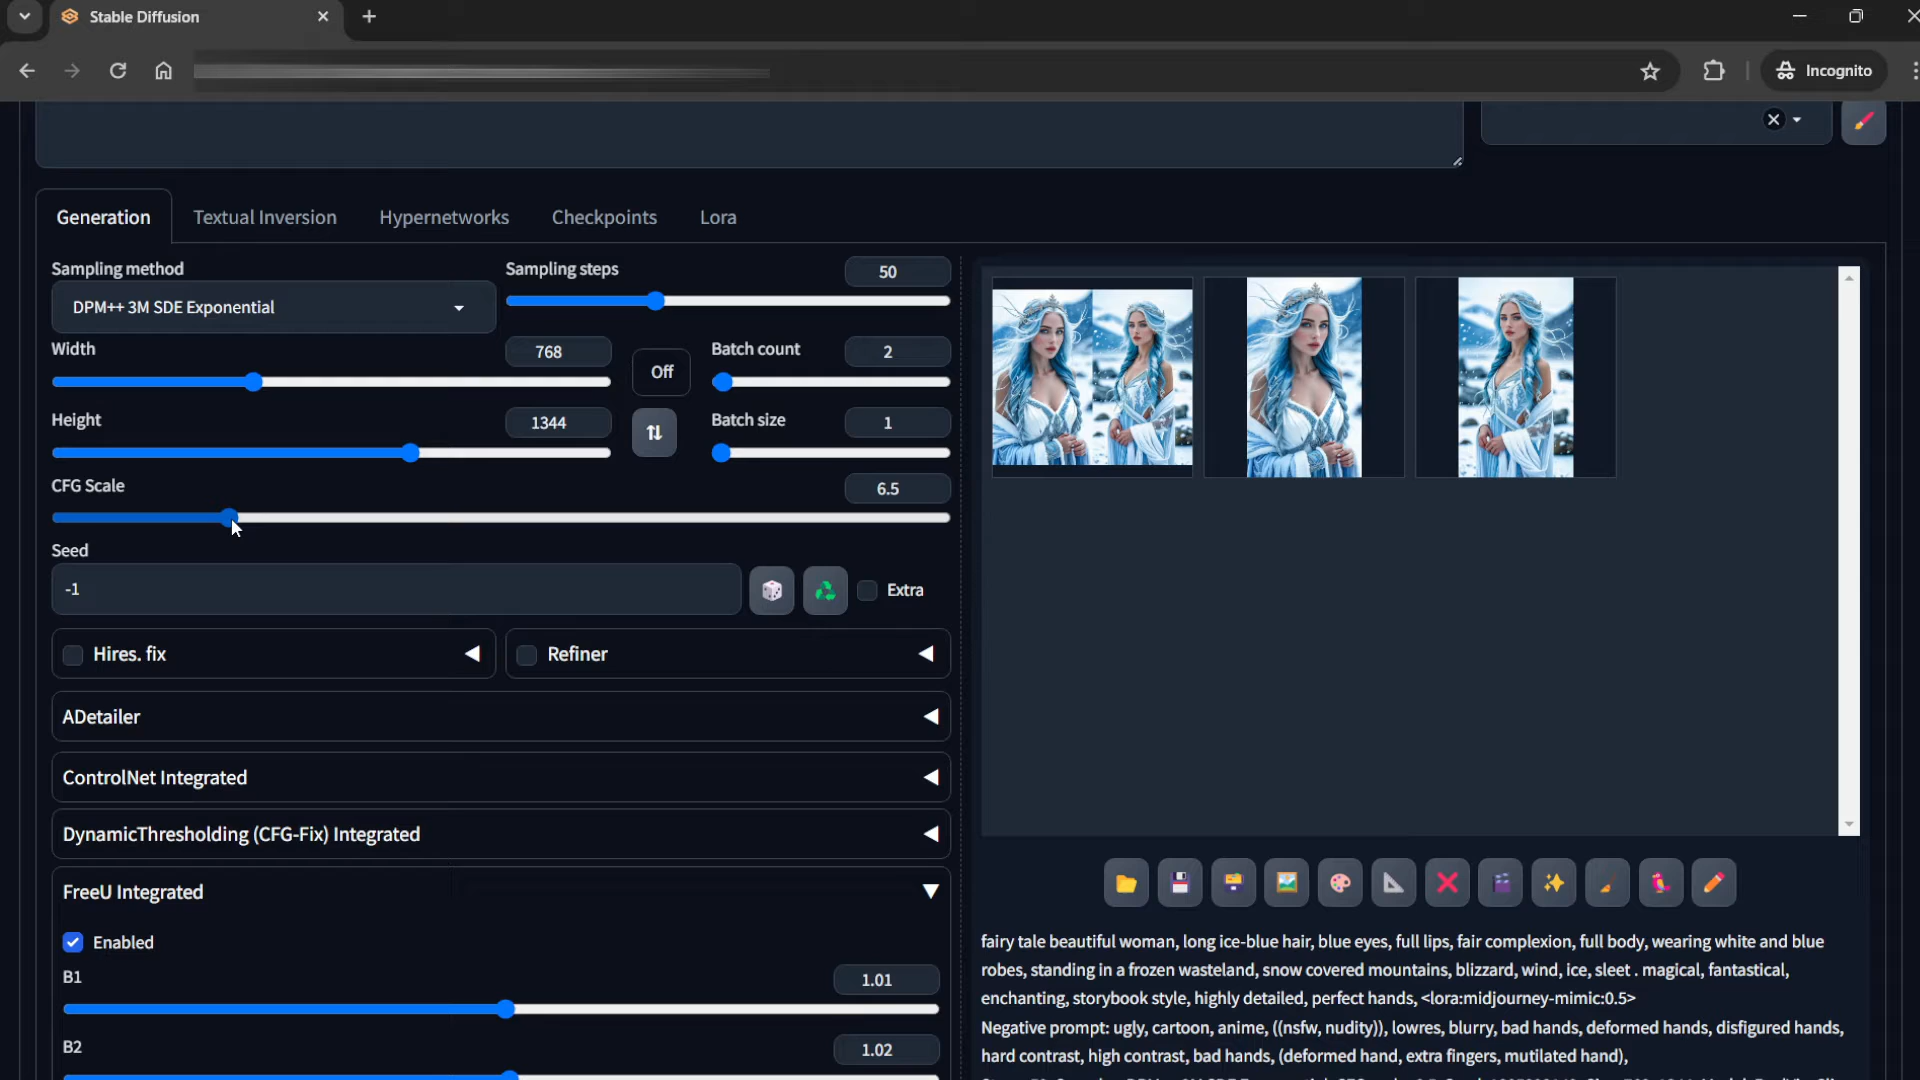 Stable Diffusion
Incognito
Generation
Textual Inversion
Hypernetworks
Checkpoints
Lora
Sampling method
Sampling steps
50
DPM++ 3M SDE Exponential
Width
768
Off
Batch count
2
Height
1344
Batch size
1
CFG Scale
6.5
Seed
-1
Extra
Hires. fix
Refiner
ADetailer
ControlNet Integrated
DynamicThresholding (CFG-Fix) Integrated
FreeU Integrated
Enabled
B1
1.01
B2
1.02
fairy tale beautiful woman, long ice-blue hair, blue eyes, full lips, fair complexion, full body, wearing white and blue
robes, standing in a frozen wasteland, snow covered mountains, blizzard, wind, ice, sleet . magical, fantastical,
enchanting, storybook style, highly detailed, perfect hands, <lora:midjourney-mimic:0.5>
Negative prompt: ugly, cartoon, anime, ((nsfw, nudity)), lowres, blurry, bad hands, deformed hands, disfigured hands,
hard contrast, high contrast, bad hands, (deformed hand, extra fingers, mutilated hand),